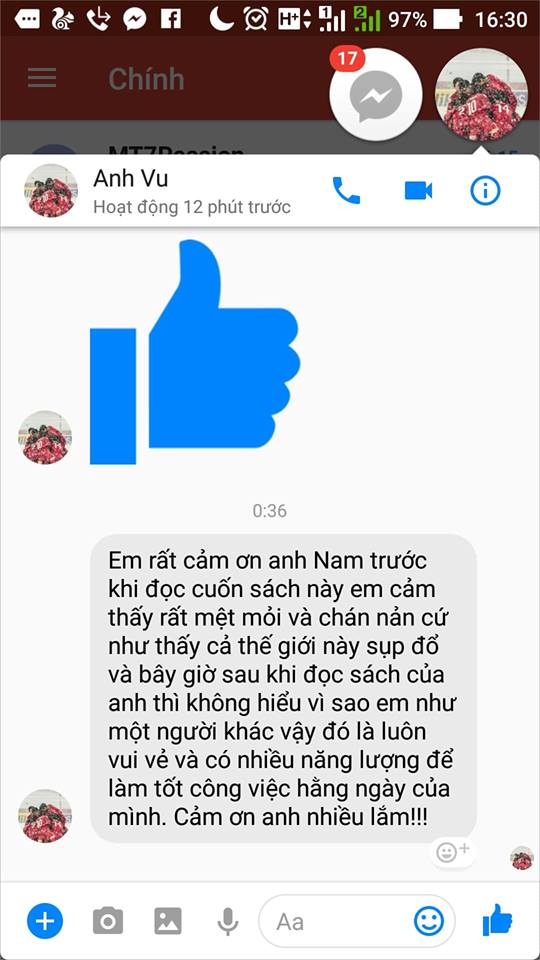 H+
1
2
97%
16:30
Chính
17
Anh Vu
Hoạt động 12 phút trước
0:36
Em rất cảm ơn anh Nam trước
khi đọc cuốn sách này em cảm
thấy rất mệt mỏi và chán nản cứ
như thấy cả thế giới này sụp đổ
và bây giờ sau khi đọc sách của
anh thì không hiểu vì sao em như
một người khác vậy đó là luôn
vui vẻ và có nhiều năng lượng để
làm tốt công việc hằng ngày của
mình. Cảm ơn anh nhiều lắm!!!
Aa